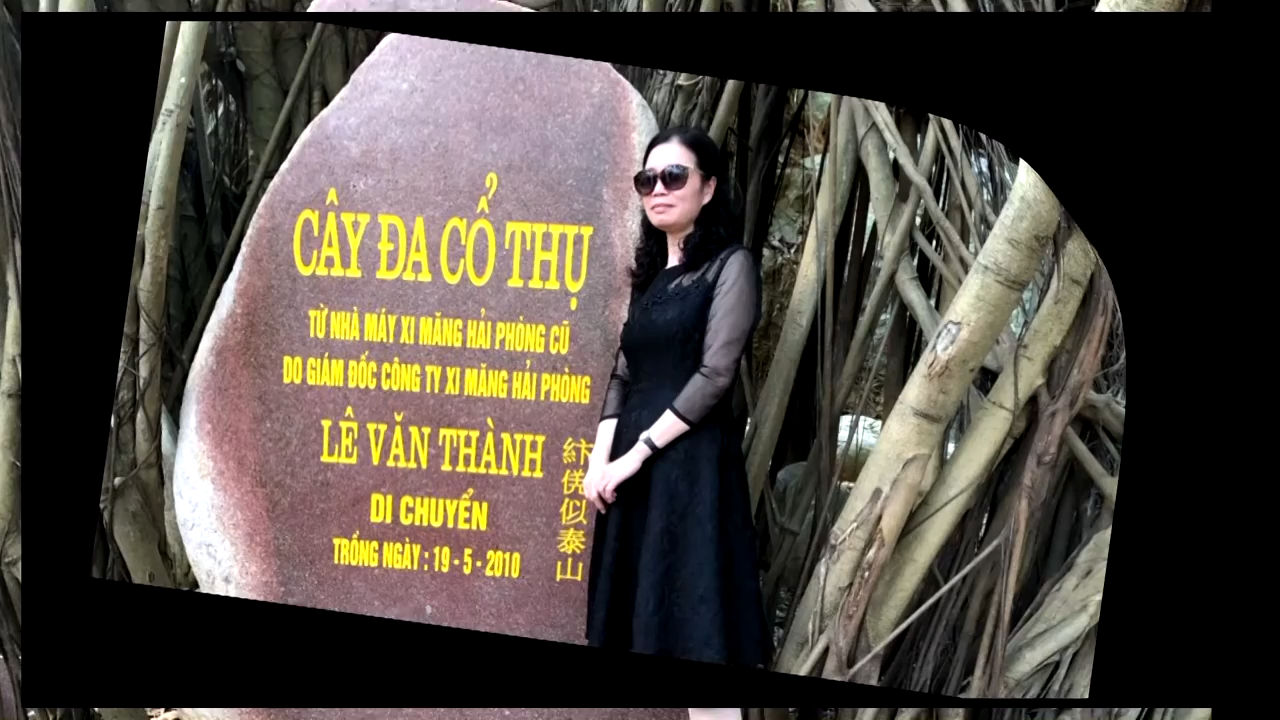 CÂY ĐA CỔ THỤ
TỪ NHÀ MÁY XI MĂNG HẢI PHÒNG CŨ
DO GIÁM ĐỐC CÔNG TY XI MĂNG HẢI PHÒNG
LÊ VĂN THÀNH
DI CHUYỂN
TRỒNG NGÀY : 19 - 5 - 2010
似泰山